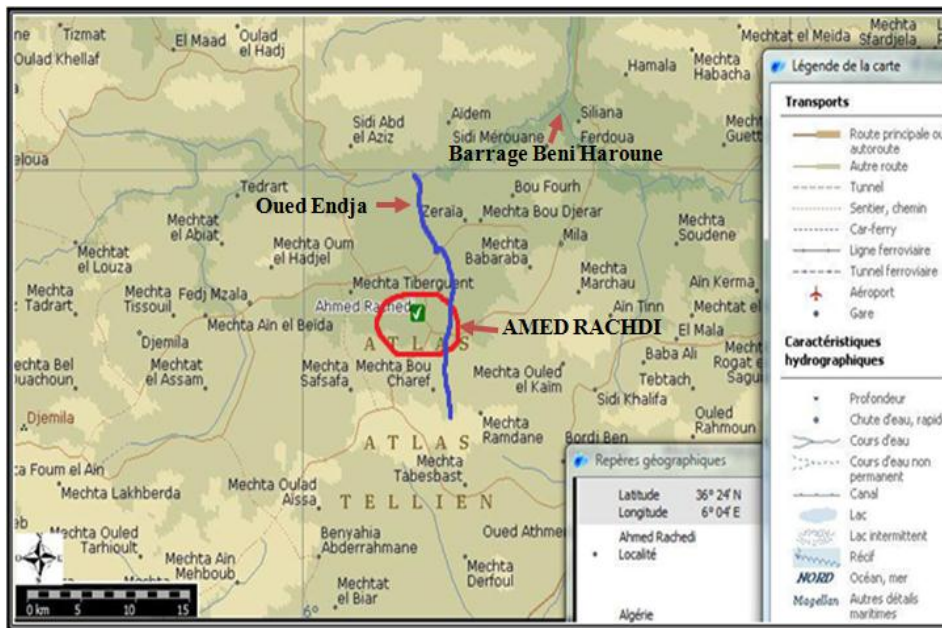 Tizmat
Oulad Khellaf
El Maad
Oulad
el Hadj
Mechtat el Meida
Mechta
Sfardjela
Hamala
Mechta
Habacha
Sidi Abd
el Aziz
Aïdem
Siliana
Sidi Mérouane
Ferdoua
Barrage Beni Haroune
Tedrart
Oued Endja
Bou Fourh
Zeraïa
Mechta Bou Djerar
Mechtat
el Abiat
Mechta Oum
el Hadjel
Mechta
Babaraba
Mila
Mechta
Soudene
Mechtat
el Louza
Mechta Tiberguent
Mechta
Marchau
Aïn Kerma
Tadrart
Mechta
Tissouil
Fedj Mzala
Ahmed Rached
Aïn Tinn
Mechtat el
Mechta Ain el Beïda
AMED RACHDI
El Mala
Djemila
ATLAS
Baba Ali
Mechta
Rogat el
Mechta Bel
Ouachoun
Mechtat
el Assam
Mechta
Safsafa
Mechta Bou
Charef
Mechta Ouled
el Kaïm
Tebtach
Sidi Khalifa
Djemila
Mechta
Ramdane
Ouled
Rahmoun
ATLAS
Bordj Ben
Foum el Ain
Mechta
Tabesbast
Mechta Lakhberda
Mechta Oulad
Aissa
TELLIEN
Mechta Ouled
Tarhioult
Benyahia
Abderrahmane
Oued Athme
Mechta Ain
Mehboub
Mechta
Derfoul
Mechtat
el Biar
6°
0 km 5 10 15
Légende de la carte
Transports
Route principale ou
autoroute
Autre route
Tunnel
Sentier, chemin
Car-ferry
Ligne ferroviaire
Tunnel ferroviaire
Aéroport
Gare
Caractéristiques
hydrographiques
Profondeur
Chute d'eau, rapid
Cours d'eau
Cours d'eau non
permanent
Canal
Lac
Lac intermittent
Récif
NORD Océan, mer
Magellan Autres détails
maritimes
Repères géographiques
Latitude 36° 24' N
Longitude 6° 04' E
Ahmed Rachedi
Localité
Algérie